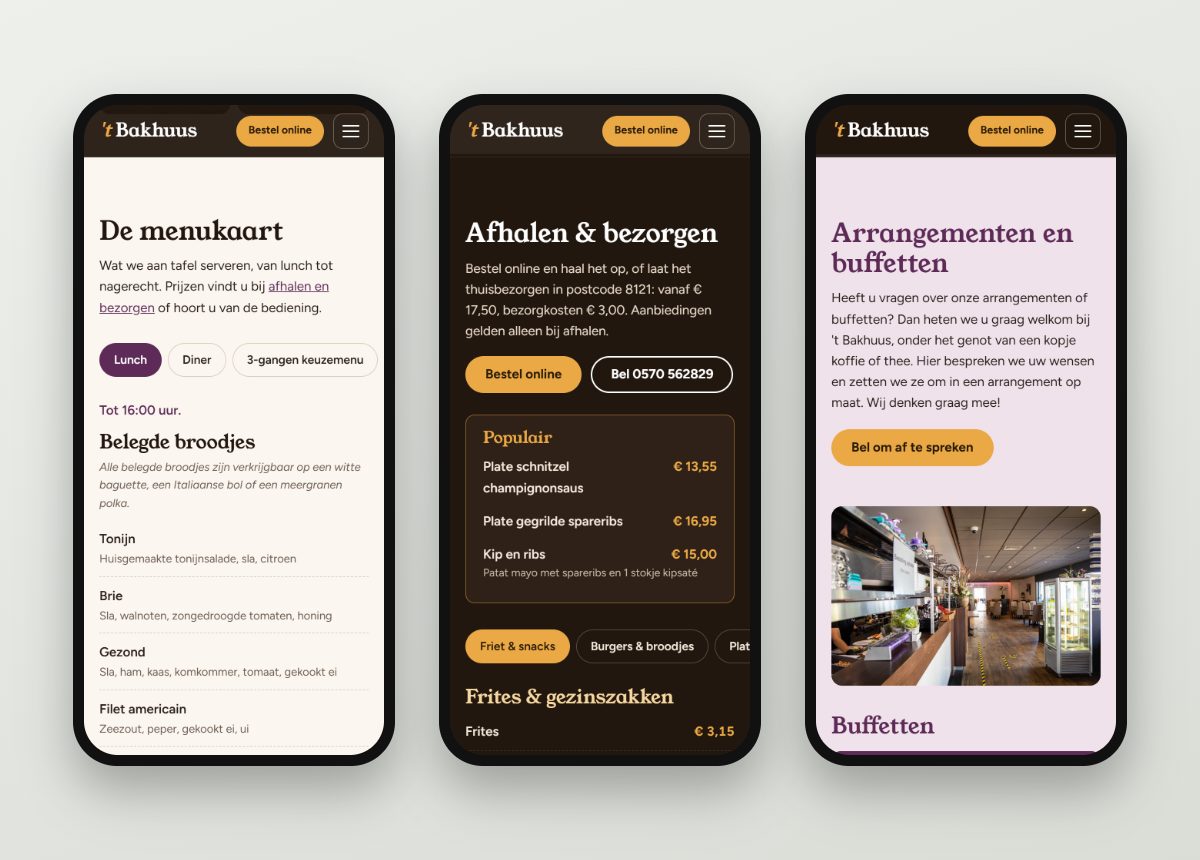 't Bakhuus
Bestel online
De menukaart
Wat we aan tafel serveren, van lunch tot
nagerecht. Prijzen vindt u bij afhalen en
bezorgen of hoort u van de bediening.
Lunch
Diner
3-gangen keuzemenu
Tot 16:00 uur.
Belegde broodjes
Alle belegde broodjes zijn verkrijgbaar op een witte
baguette, een Italiaanse bol of een meergranen
polka.
Tonijn
Huisgemaakte tonijnsalade, sla, citroen
Brie
Sla, walnoten, zongedroogde tomaten, honing
Gezond
Sla, ham, kaas, komkommer, tomaat, gekookt ei
Filet americain
Zeezout, peper, gekookt ei, ui
't Bakhuus
Bestel online
Afhalen & bezorgen
Bestel online en haal het op, of laat het
thuisbezorgen in postcode 8121: vanaf €
17,50, bezorgkosten € 3,00. Aanbiedingen
gelden alleen bij afhalen.
Bestel online
Bel 0570 562829
Populair
Plate schnitzel € 13,55
champignonsaus
Plate gegrilde spareribs € 16,95
Kip en ribs € 15,00
Patat mayo met spareribs en 1 stokje kipsaté
Friet & snacks
Burgers & broodjes
Plat
Frites & gezinszakken
Frites € 3,15
't Bakhuus
Bestel online
Arrangementen en
buffetten
Heeft u vragen over onze arrangementen of
buffetten? Dan heten we u graag welkom bij
't Bakhuus, onder het genot van een kopje
koffie of thee. Hier bespreken we uw wensen
en zetten we ze om in een arrangement op
maat. Wij denken graag mee!
Bel om af te spreken
Buffetten